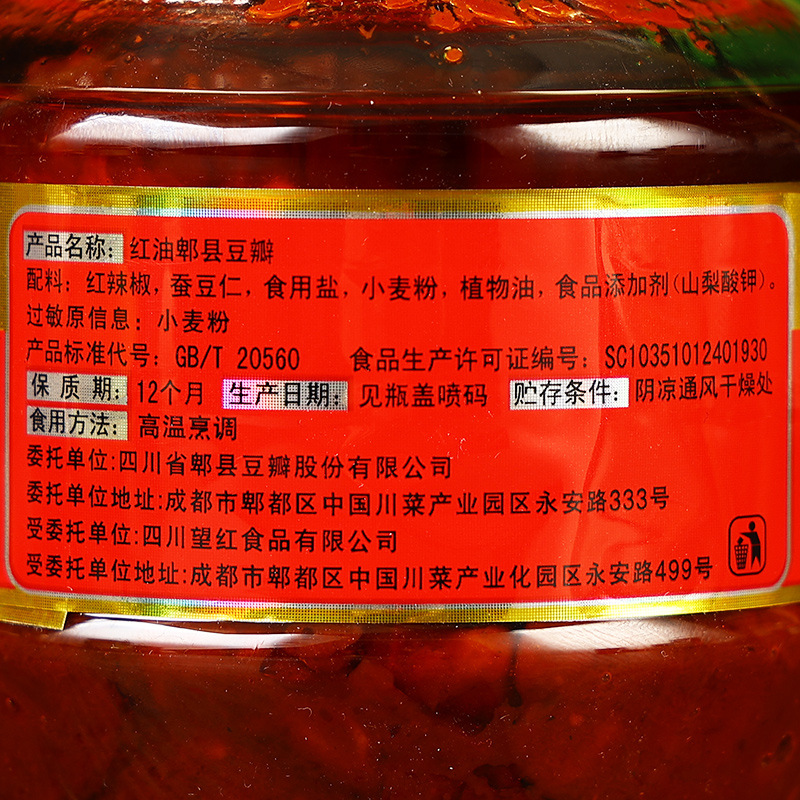 产品名称：红油郫县豆瓣
配料：红辣椒，蚕豆仁，食用盐，小麦粉，植物油，食品添加剂（山梨酸钾）。
过敏原信息：小麦粉
产品标准代号：GB/T 20560 食品生产许可证编号：SC10351012401930
保质期：12个月 生产日期：见瓶盖喷码 贮存条件：阴凉通风干燥处
食用方法：高温烹调
委托单位：四川省郫县豆瓣股份有限公司
委托单位地址：成都市郫都区中国川菜产业园区永安路333号
受委托单位：四川望红食品有限公司
受委托单位地址：成都市郫都区中国川菜产业化园区永安路499号